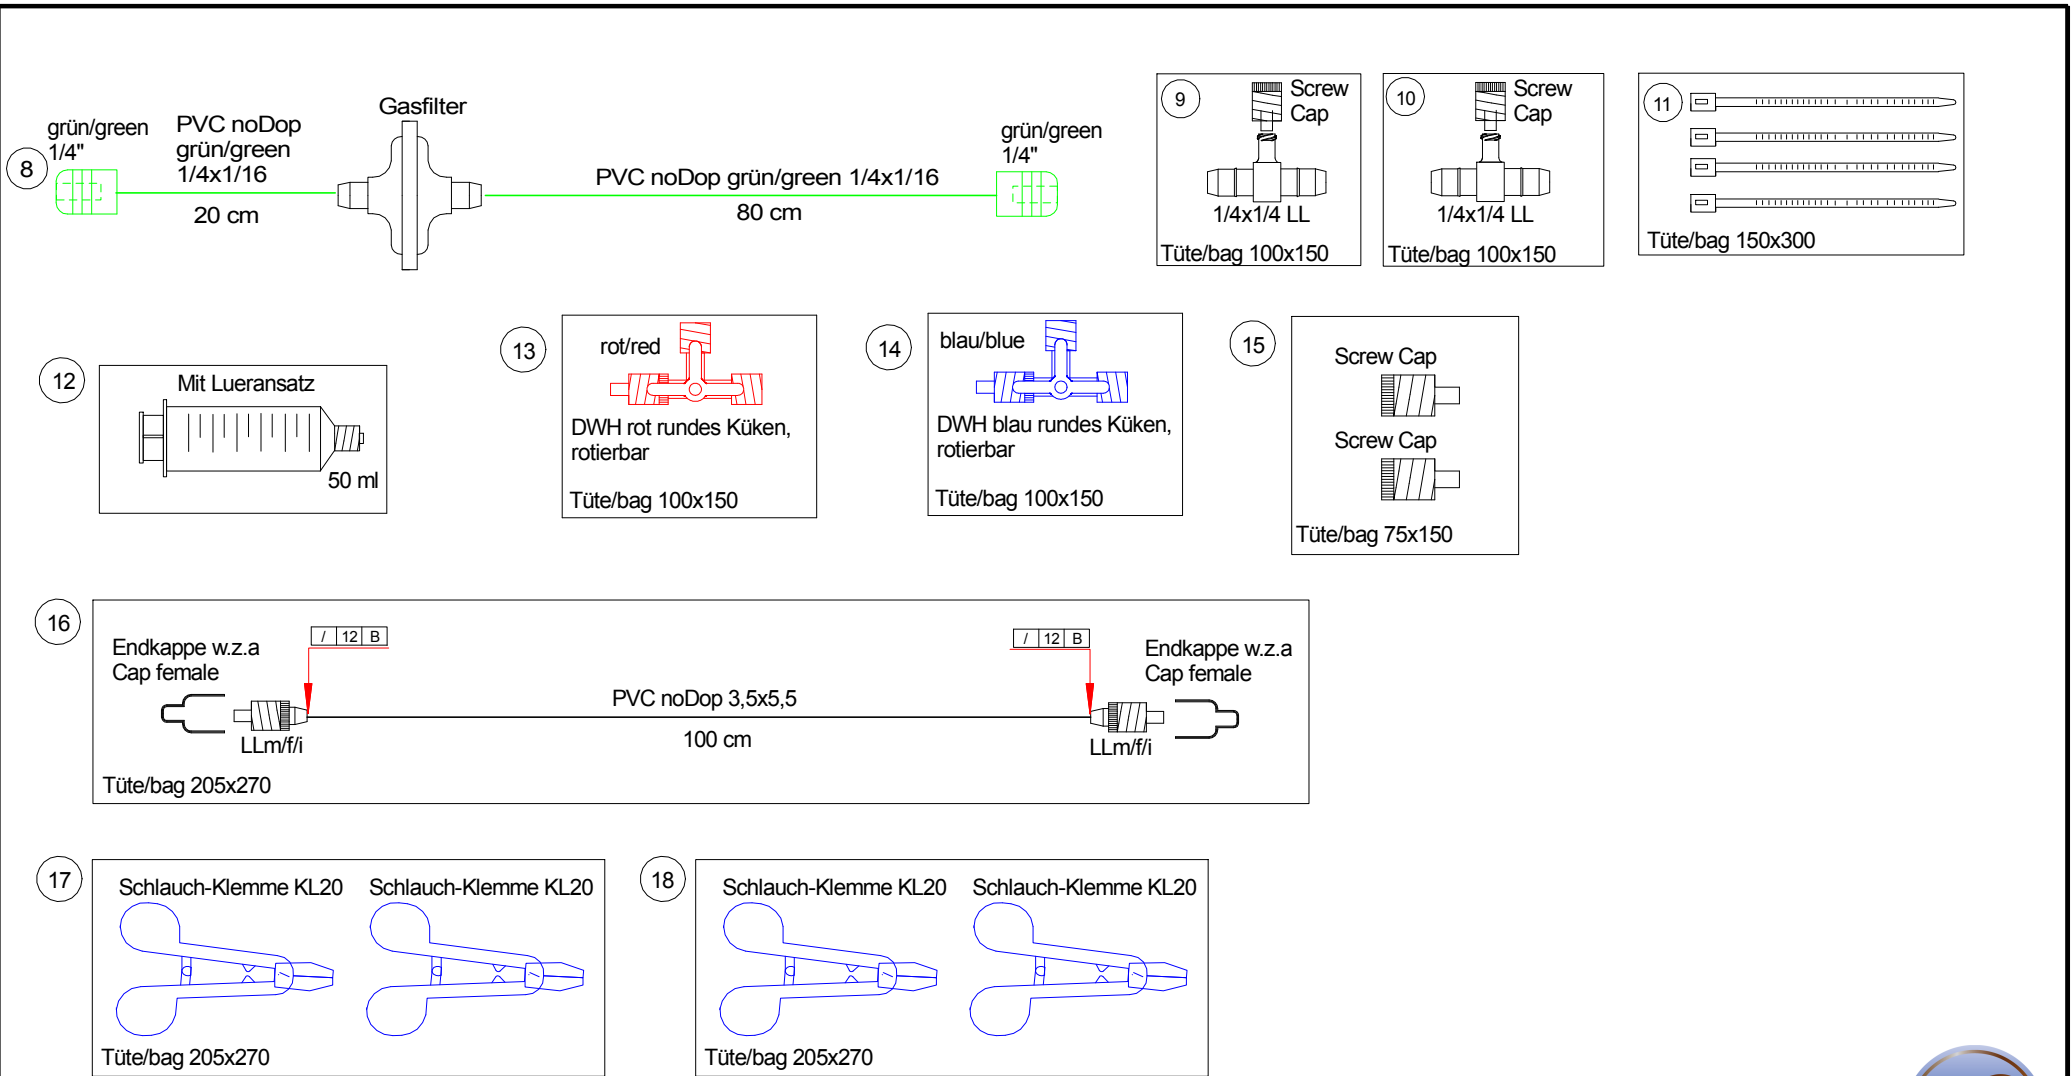 8
grün/green
1/4"
PVC noDop
grün/green
1/4x1/16
20 cm
Gasfilter
PVC noDop grün/green 1/4x1/16
80 cm
grün/green
1/4"
9
Screw
Cap
1/4x1/4 LL
Tüte/bag 100x150
10
Screw
Cap
1/4x1/4 LL
Tüte/bag 100x150
11
Tüte/bag 150x300
12
Mit Lueransatz
50 ml
13
rot/red
DWH rot rundes Küken,
rotierbar
Tüte/bag 100x150
14
blau/blue
DWH blau rundes Küken,
rotierbar
Tüte/bag 100x150
15
Screw Cap
Screw Cap
Tüte/bag 75x150
16
Endkappe w.z.a
Cap female
/ 12 B
LLm/f/i
PVC noDop 3,5x5,5
100 cm
/ 12 B
LLm/f/i
Endkappe w.z.a
Cap female
Tüte/bag 205x270
17
Schlauch-Klemme KL20 Schlauch-Klemme KL20
Tüte/bag 205x270
18
Schlauch-Klemme KL20 Schlauch-Klemme KL20
Tüte/bag 205x270